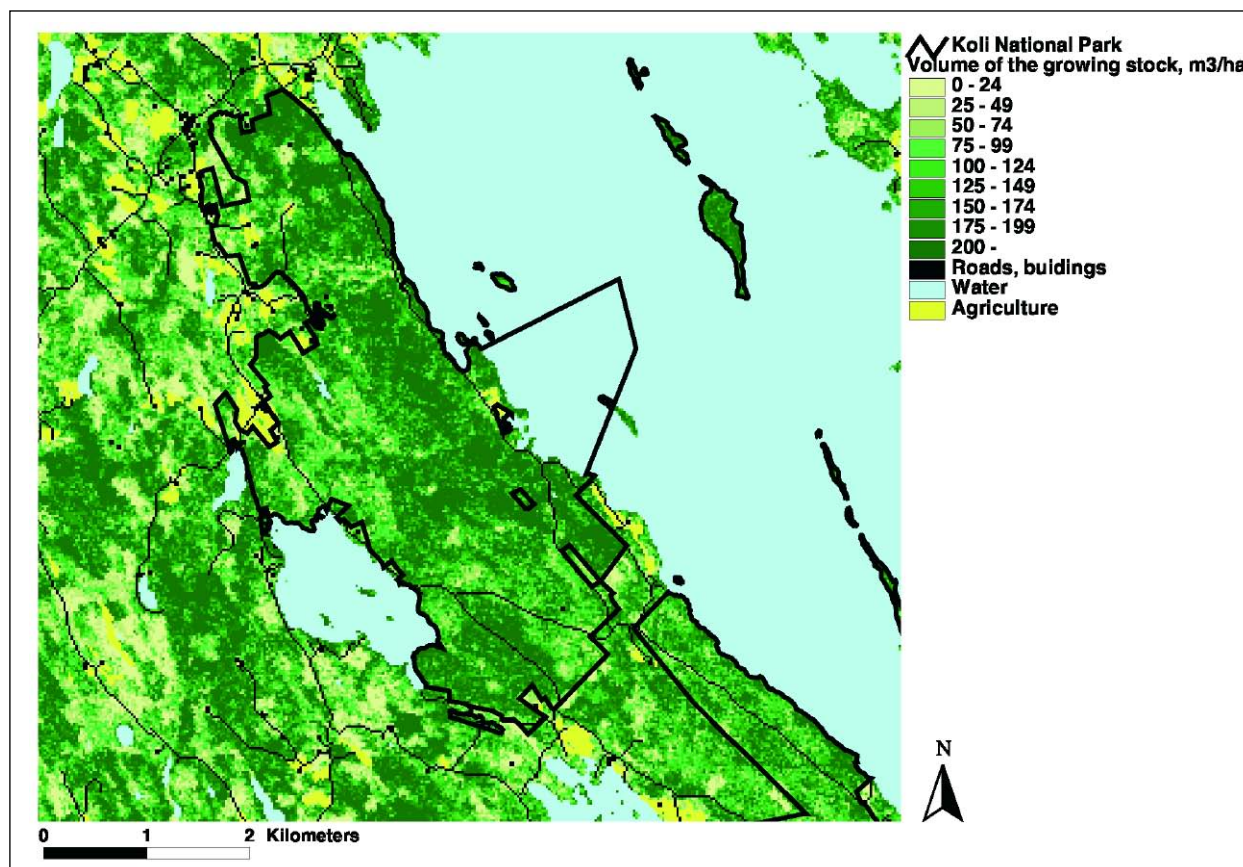 Koli National Park
Volume of the growing stock, m3/ha
0 - 24
25 - 49
50 - 74
75 - 99
100 - 124
125 - 149
150 - 174
175 - 199
200 -
Roads, buidings
Water
Agriculture
N
0 1 2 Kilometers